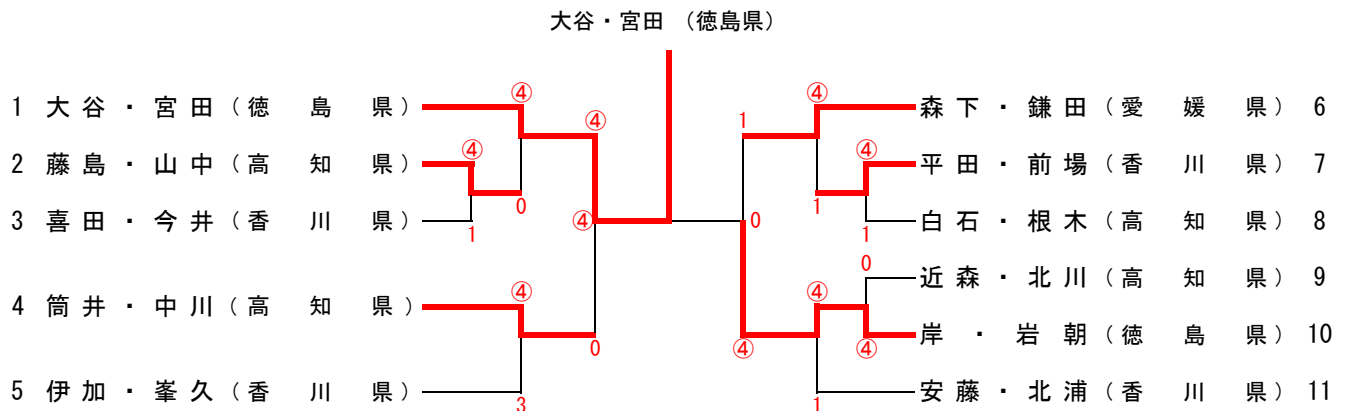 大谷・宮田 (徳島県)
④ 1 ④
1 大谷・宮田(徳島県) ④ 森下・鎌田(愛媛県) 6
④ ④
2 藤島・山中(高知県) 平田・前場(香川県) 7
0 1
3 喜田・今井(香川県) ④ 0 白石・根木(高知県) 8
1 1
0
近森・北川(高知県) 9
④ ④
4 筒井・中川(高知県)
岸・岩朝(徳島県) 10
0 ④ ④
5 伊加・峯久(香川県) 安藤・北浦(香川県) 11
3 1